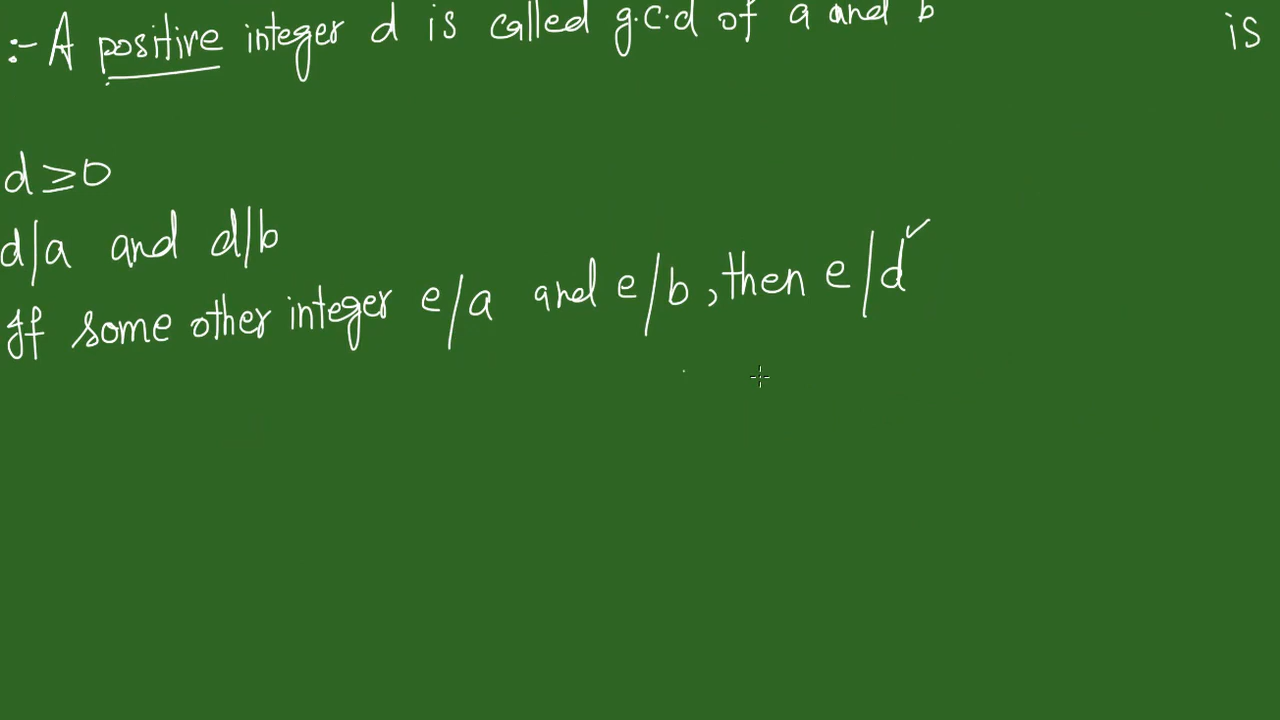 :- A positive integer d is called g.c.d of a and b is
d ≥ 0
d/a and d/b
If some other integer e/a and e/b, then e/d ✓